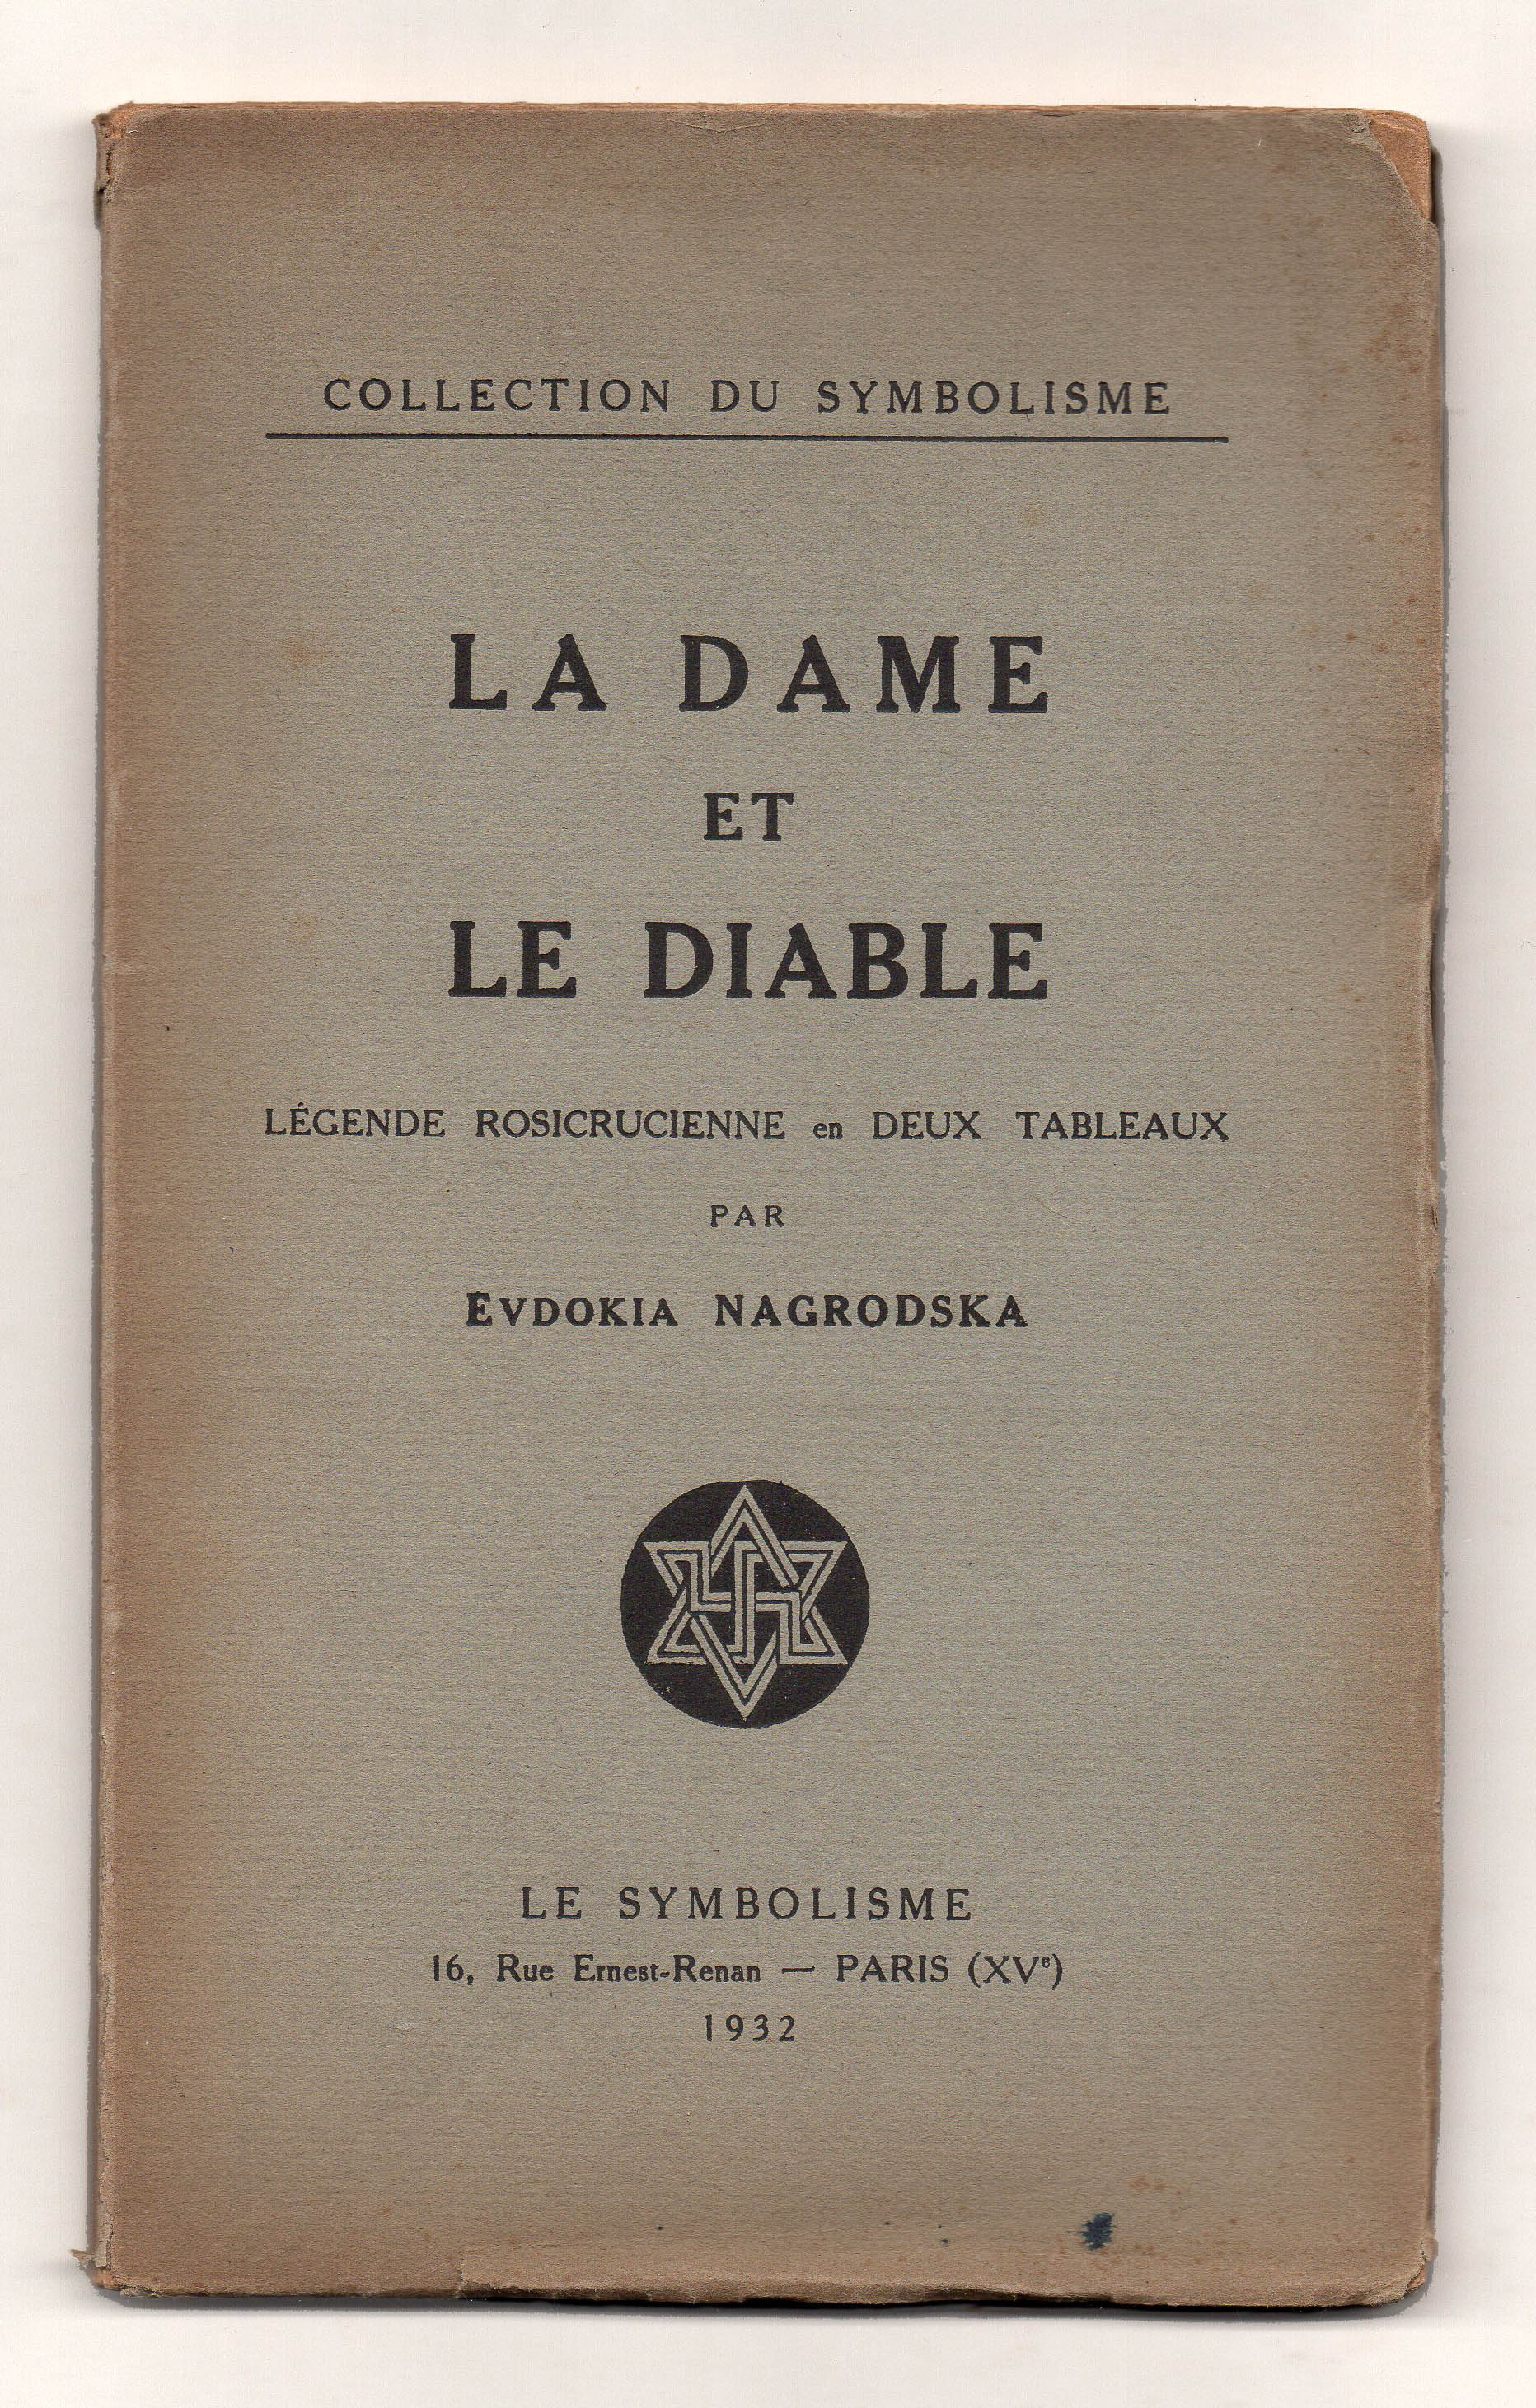 COLLECTION DU SYMBOLISME
LA DAME
ET
LE DIABLE
LÉGENDE ROSICRUCIENNE en DEUX TABLEAUX
PAR
ÉVDOKIA NAGRODSKA
LE SYMBOLISME
16, Rue Ernest-Renan — PARIS (XVᵉ)
1932